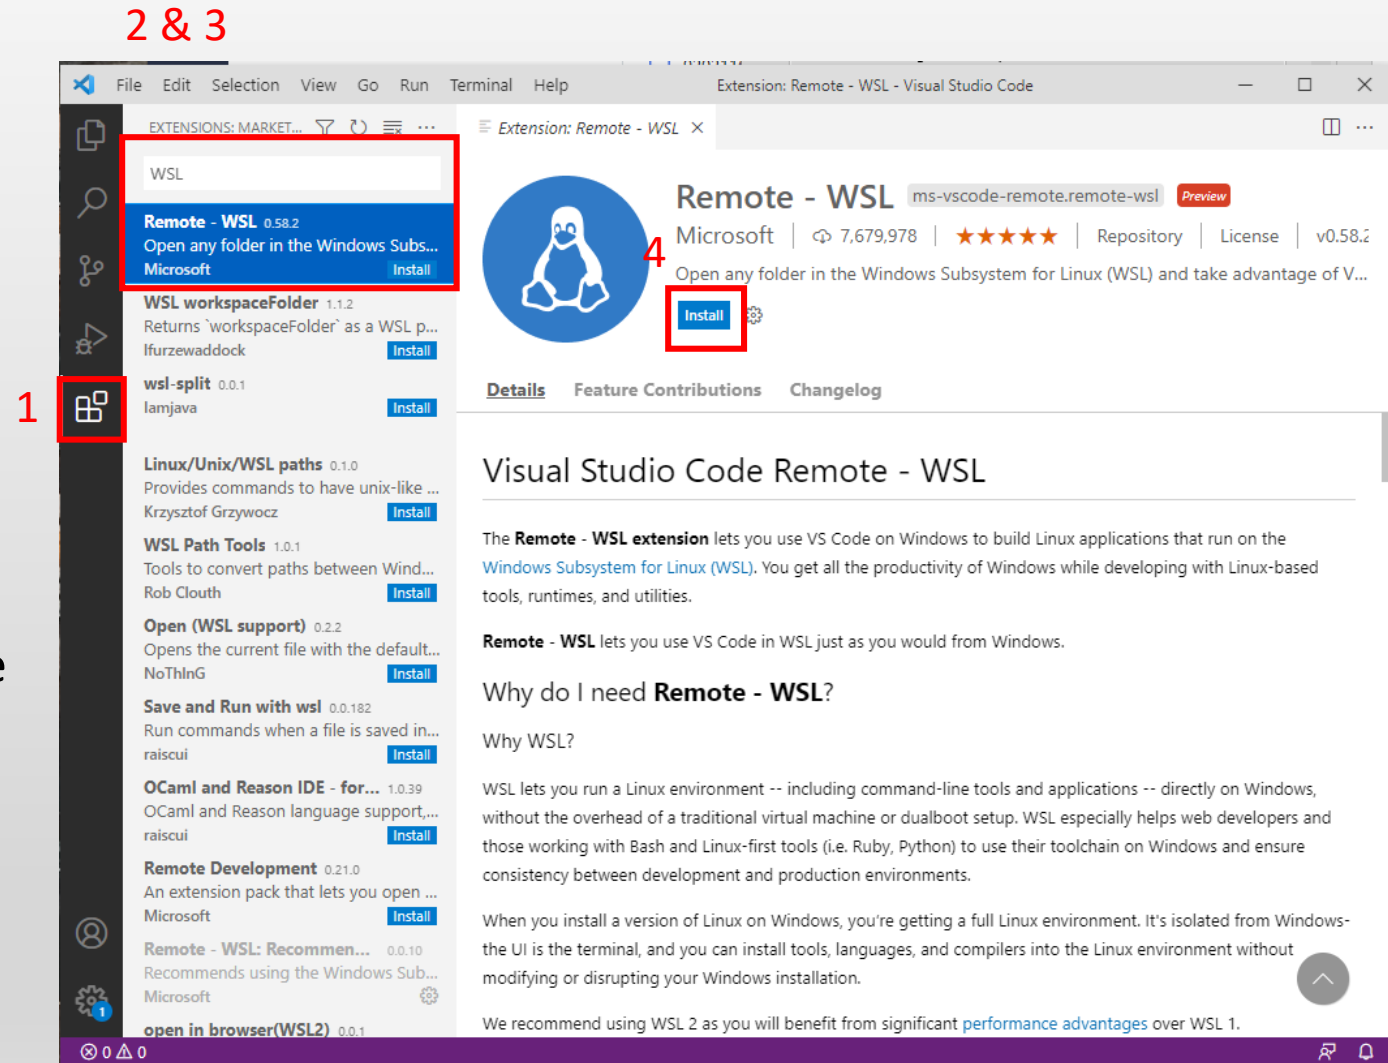 2 & 3
File Edit Selection View Go Run Terminal Help
Extension: Remote - WSL - Visual Studio Code
EXTENSIONS: MARKET... ···
WSL
Remote - WSL 0.58.2
Open any folder in the Windows Subs...
Microsoft Install
WSL workspaceFolder 1.1.2
Returns `workspaceFolder` as a WSL p...
lfurzewaddock Install
wsl-split 0.0.1
Iamjava Install
Linux/Unix/WSL paths 0.1.0
Provides commands to have unix-like ...
Krzysztof Grzywocz Install
WSL Path Tools 1.0.1
Tools to convert paths between Wind...
Rob Clouth Install
Open (WSL support) 0.2.2
Opens the current file with the default...
NoThInG Install
Save and Run with wsl 0.0.182
Run commands when a file is saved in...
raiscui Install
OCaml and Reason IDE - for... 1.0.39
OCaml and Reason language support,...
raiscui Install
Remote Development 0.21.0
An extension pack that lets you open ...
Microsoft Install
Remote - WSL: Recommen... 0.0.10
Recommends using the Windows Sub...
Microsoft
open in browser(WSL2) 0.0.1
1
e
1
0 0
Extension: Remote - WSL ×
Remote - WSL ms-vscode-remote.remote-wsl Preview
Microsoft 7,679,978 ★★★★★ Repository License v0.58.2
4
Open any folder in the Windows Subsystem for Linux (WSL) and take advantage of V...
Install
Details Feature Contributions Changelog
Visual Studio Code Remote - WSL
The Remote - WSL extension lets you use VS Code on Windows to build Linux applications that run on the
Windows Subsystem for Linux (WSL). You get all the productivity of Windows while developing with Linux-based
tools, runtimes, and utilities.
Remote - WSL lets you use VS Code in WSL just as you would from Windows.
Why do I need Remote - WSL?
Why WSL?
WSL lets you run a Linux environment -- including command-line tools and applications -- directly on Windows,
without the overhead of a traditional virtual machine or dualboot setup. WSL especially helps web developers and
those working with Bash and Linux-first tools (i.e. Ruby, Python) to use their toolchain on Windows and ensure
consistency between development and production environments.
When you install a version of Linux on Windows, you're getting a full Linux environment. It's isolated from Windows-
the UI is the terminal, and you can install tools, languages, and compilers into the Linux environment without
modifying or disrupting your Windows installation.
We recommend using WSL 2 as you will benefit from significant performance advantages over WSL 1.